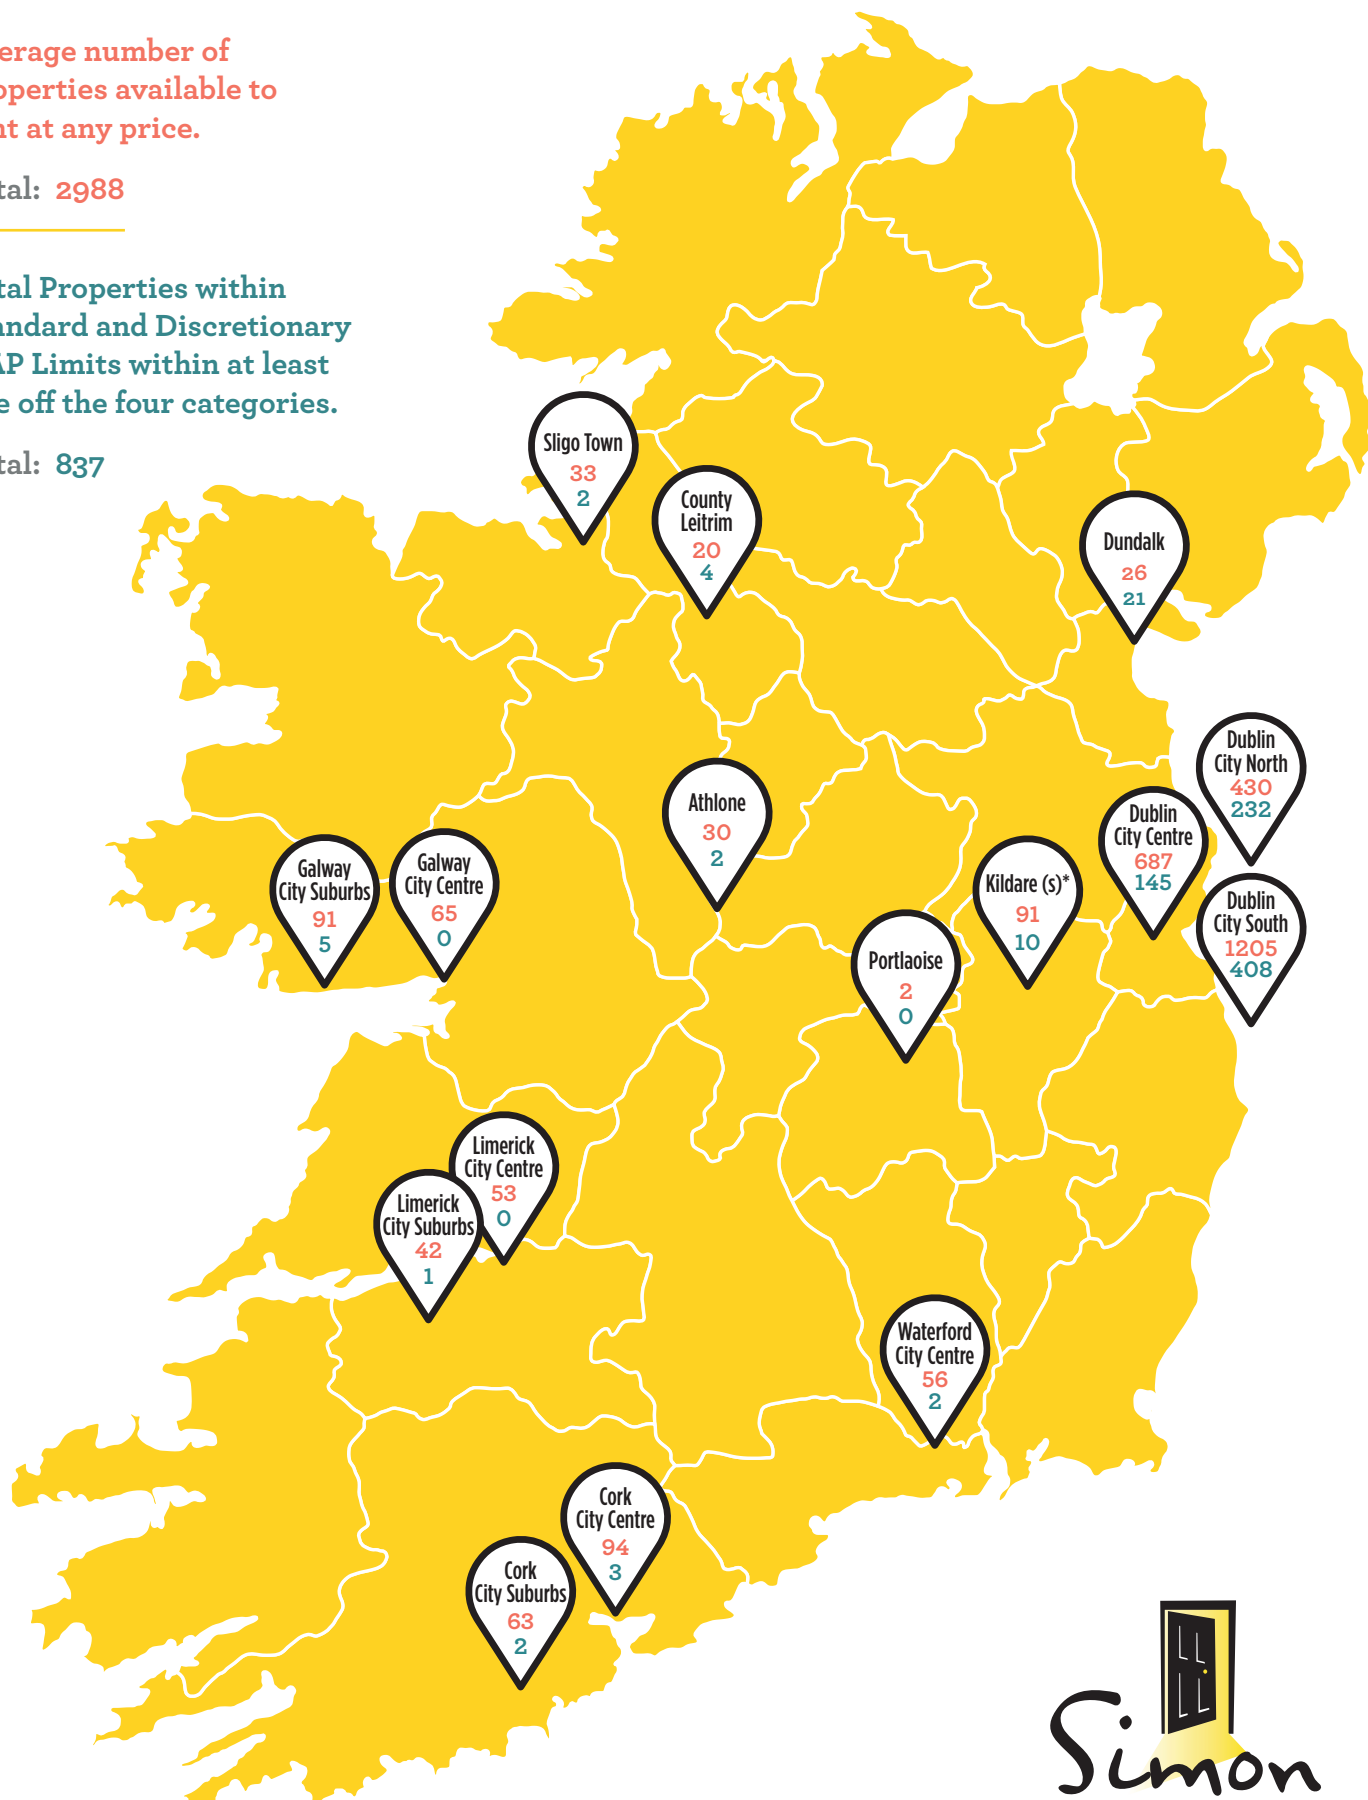 erage number of
operties available to
nt at any price.
tal: 2988
tal Properties within
andard and Discretionary
AP Limits within at least
e off the four categories.
tal: 837
Sligo Town
33
2
County
Leitrim
20
4
Dundalk
26
21
Dublin
City North
430
232
Athlone
30
2
Dublin
City Centre
687
145
Galway
City Suburbs
91
5
Galway
City Centre
65
0
Kildare (s)*
91
10
Dublin
City South
1205
408
Portlaoise
2
0
Limerick
City Centre
53
0
Limerick
City Suburbs
42
1
Waterford
City Centre
56
2
Cork
City Centre
94
3
Cork
City Suburbs
63
2
Simon